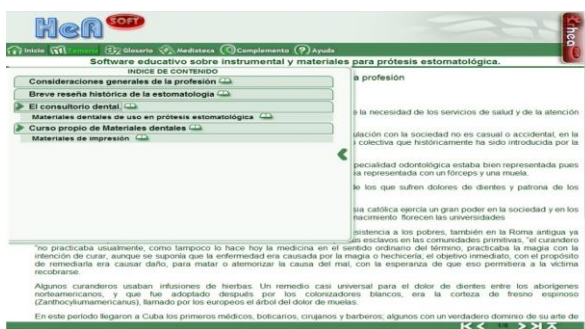 HeA SOFT
Inicio Temario Glosario Mediateca Complemento Ayuda
hea
Software educativo sobre instrumental y materiales para prótesis estomatológica.
INDICE DE CONTENIDO
Consideraciones generales de la profesión
Breve reseña histórica de la estomatología
El consultorio dental.
Materiales dentales de uso en prótesis estomatológica
Curso propio de Materiales dentales
Materiales de impresión
a profesión
la necesidad de los servicios de salud y de la atención
ulación con la sociedad no es casual o accidental, en la
colectiva que históricamente ha sido introducida por la
pecialidad odontológica estaba bien representada pues
a representada con un fórceps y una muela.
de los que sufren dolores de dientes y patrona de los
sia católica ejercía un gran poder en la sociedad y en los
nacimiento florecen las universidades
sistencia a los pobres, también en la Roma antigua ya
s esclavos en las comunidades primitivas, "el curandero
"no practicaba usualmente, como tampoco lo hace hoy la medicina en el sentido ordinario del término, practicaba la magia con la
intención de curar, aunque se suponía que la enfermedad era causada por la magia o hechicería; el objetivo inmediato, con el propósito
de remediarla era causar daño, para matar o atemorizar la causa del mal, con la esperanza de que eso permitiera a la víctima
recobrarse.
Algunos curanderos usaban infusiones de hierbas. Un remedio casi universal para el dolor de dientes entre los aborígenes
norteamericanos, y que fue adoptado después por los colonizadores blancos, era la corteza de fresno espinoso
(Zanthocyliumamericanus), llamado por los europeos el árbol del dolor de muelas.
En este período llegaron a Cuba los primeros médicos, boticarios, cirujanos y barberos; algunos con un verdadero dominio de su arte de